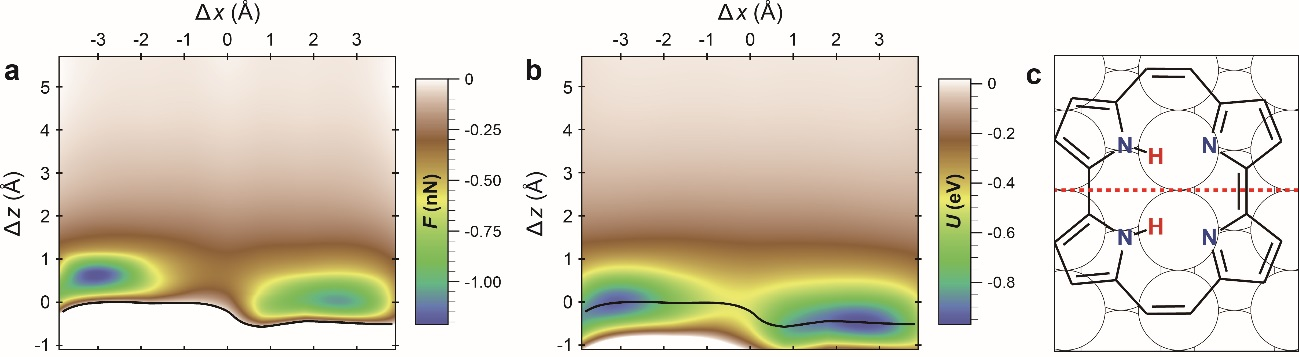 Δx (Å)
-3 -2 -1 0 1 2 3
a
Δz (Å)
5
4
3
2
1
0
-1
0
-0.25
-0.50
-0.75
-1.00
F (nN)
Δx (Å)
-3 -2 -1 0 1 2 3
b
Δz (Å)
5
4
3
2
1
0
-1
0
-0.2
-0.4
-0.6
-0.8
U (eV)
c
N H N
N H N